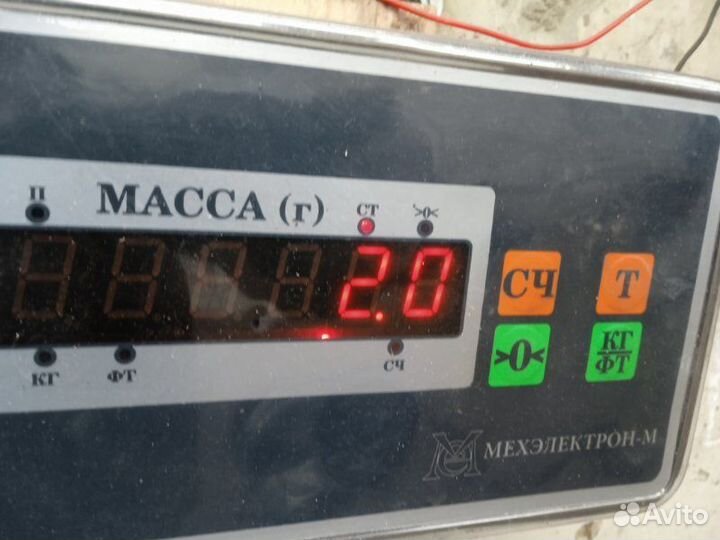 П
МАССА (г)
СТ
>0<
2.0
КГ
ФТ
СЧ
СЧ
Т
>0<
КГ
ФТ
МЕХЭЛЕКТРОН-М
Avito